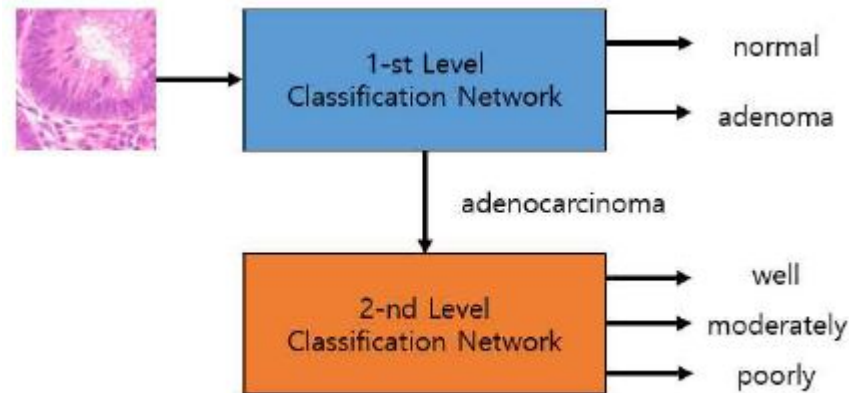 1-st Level
Classification Network
normal
adenoma
adenocarcinoma
2-nd Level
Classification Network
well
moderately
poorly